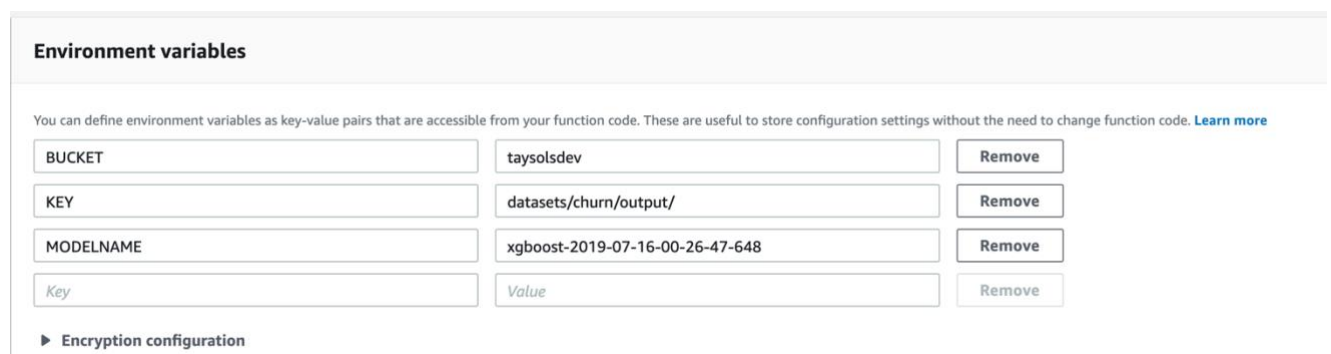 Environment variables
You can define environment variables as key-value pairs that are accessible from your function code. These are useful to store configuration settings without the need to change function code. Learn more
BUCKET taysolsdev Remove
KEY datasets/churn/output/ Remove
MODELNAME xgboost-2019-07-16-00-26-47-648 Remove
Key Value Remove
Encryption configuration